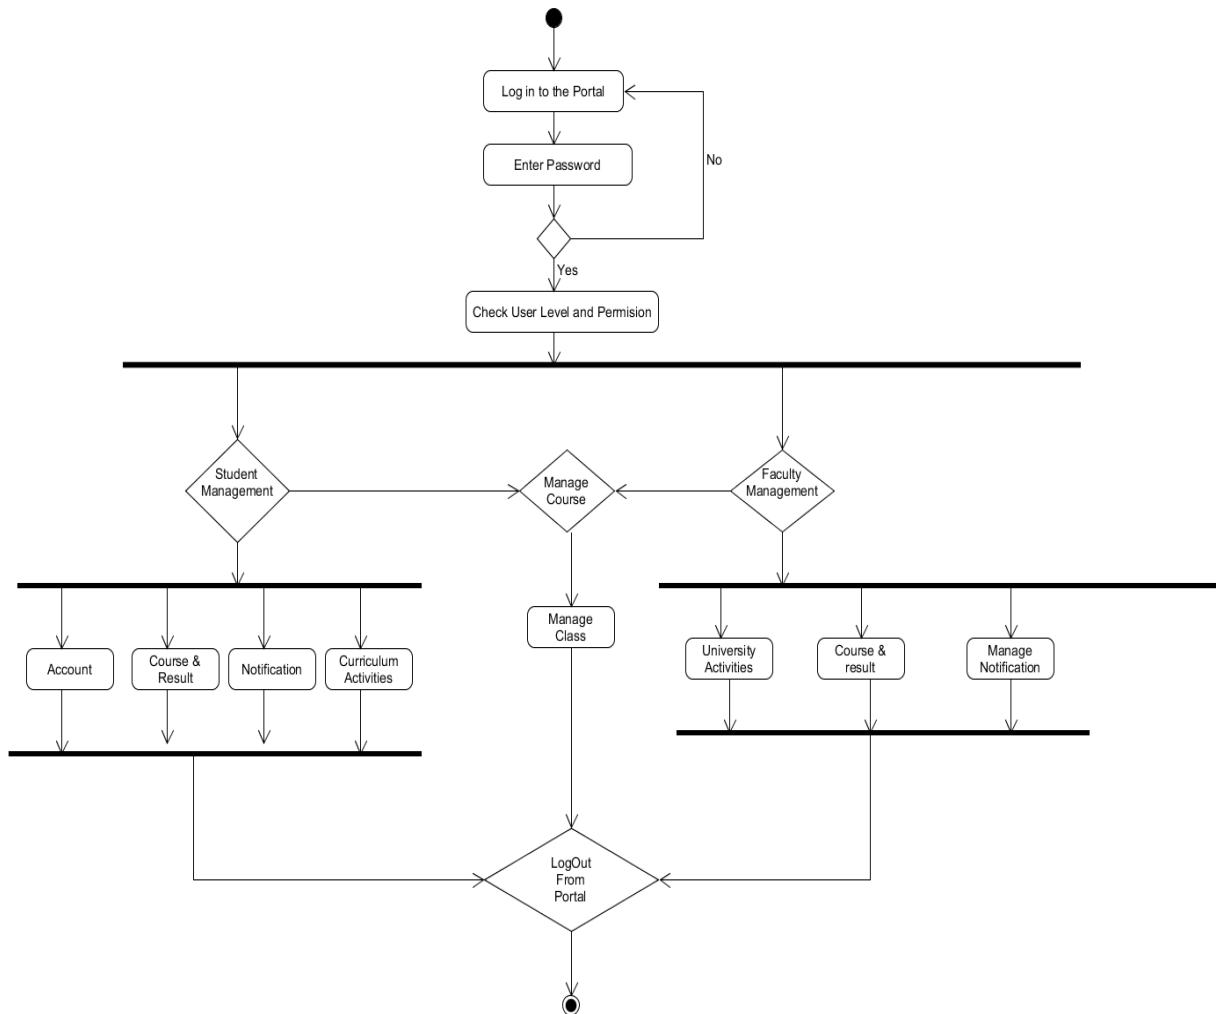 Log in to the Portal
Enter Password
No
Yes
Check User Level and Permision
Student
Management
Manage
Course
Faculty
Management
Manage
Class
Account
Course &
Result
Notification
Curriculum
Activities
University
Activities
Course &
result
Manage
Notification
LogOut
From
Portal